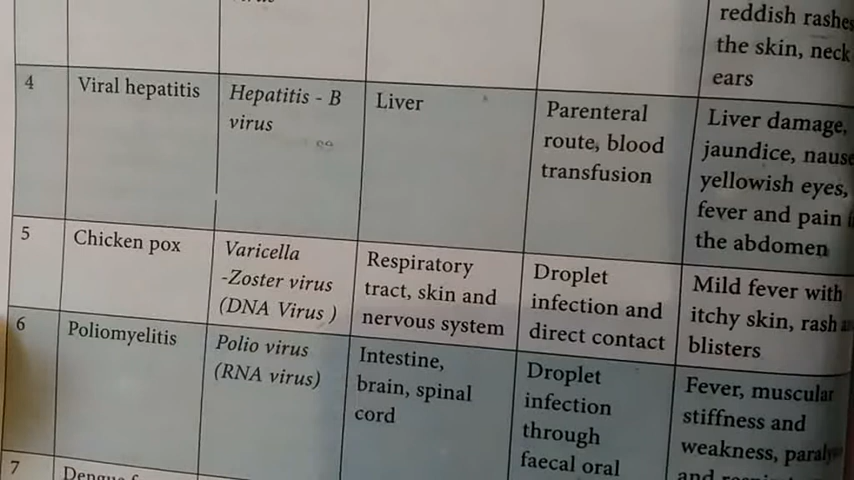 reddish rashes
the skin, neck
ears
4
Viral hepatitis
Hepatitis - B
virus
Liver
Parenteral
route, blood
transfusion
Liver damage,
jaundice, nause
yellowish eyes,
fever and pain
the abdomen
5
Chicken pox
Varicella
-Zoster virus
(DNA Virus )
Respiratory
tract, skin and
nervous system
Droplet
infection and
direct contact
Mild fever with
itchy skin, rash
blisters
6
Poliomyelitis
Polio virus
(RNA virus)
Intestine,
brain, spinal
cord
Droplet
infection
through
faecal oral
Fever, muscular
stiffness and
weakness, paraly
7